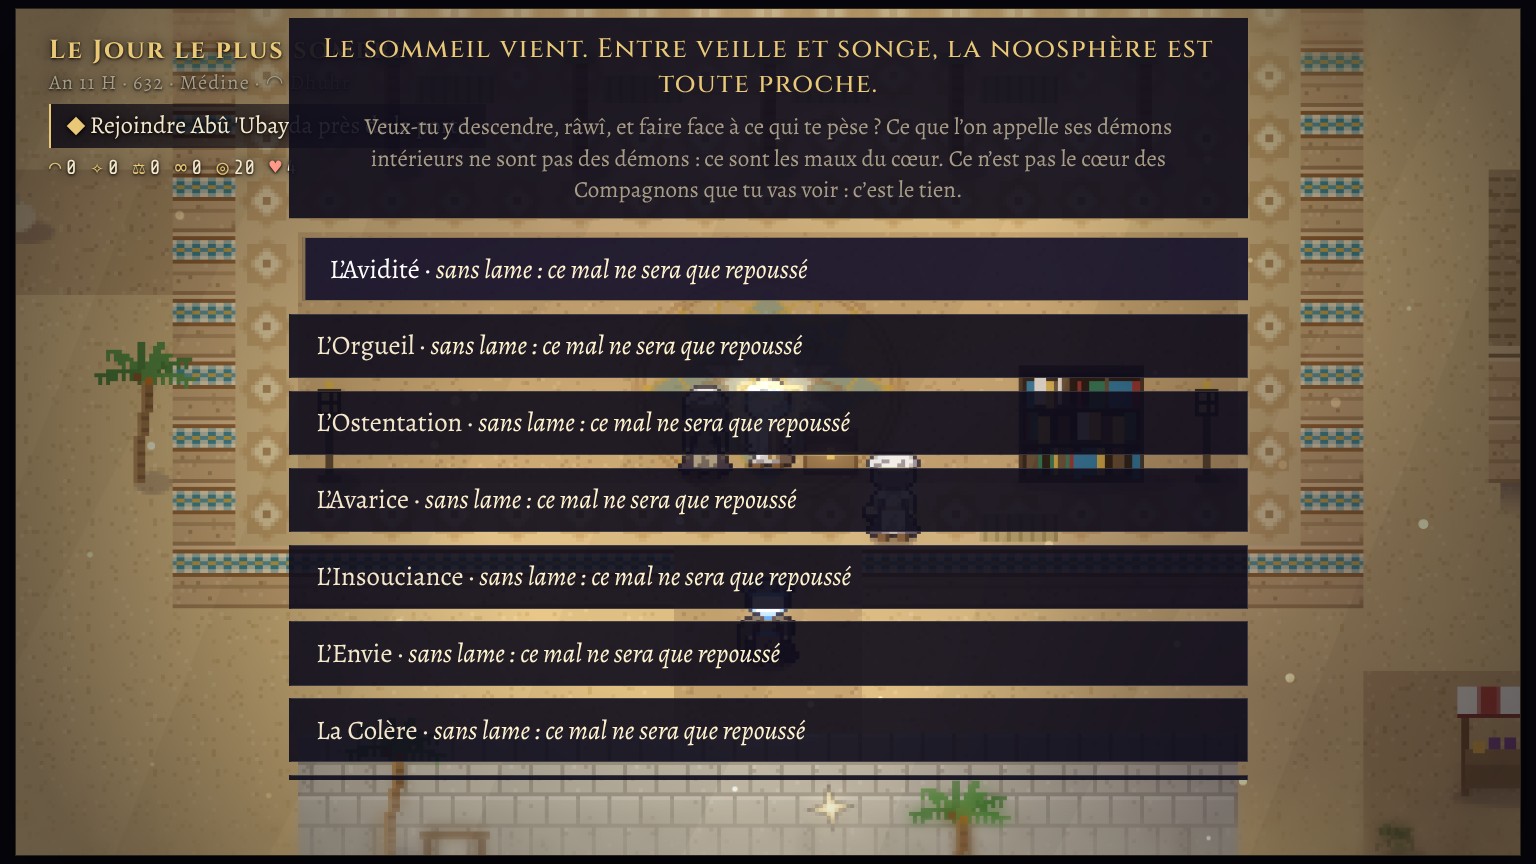 LE JOUR LE PLUS
An 11 H · 632 · Médine ·
◆ Rejoindre Abû 'Ubayda près
0 0 0 ∞0 20
LE SOMMEIL VIENT. ENTRE VEILLE ET SONGE, LA NOOSPHÈRE EST
TOUTE PROCHE.
Veux-tu y descendre, râwî, et faire face à ce qui te pèse ? Ce que l’on appelle ses démons
intérieurs ne sont pas des démons : ce sont les maux du cœur. Ce n’est pas le cœur des
Compagnons que tu vas voir : c’est le tien.
L’Avidité · sans lame : ce mal ne sera que repoussé
L’Orgueil · sans lame : ce mal ne sera que repoussé
L’Ostentation · sans lame : ce mal ne sera que repoussé
L’Avarice · sans lame : ce mal ne sera que repoussé
L’Insouciance · sans lame : ce mal ne sera que repoussé
L’Envie · sans lame : ce mal ne sera que repoussé
La Colère · sans lame : ce mal ne sera que repoussé